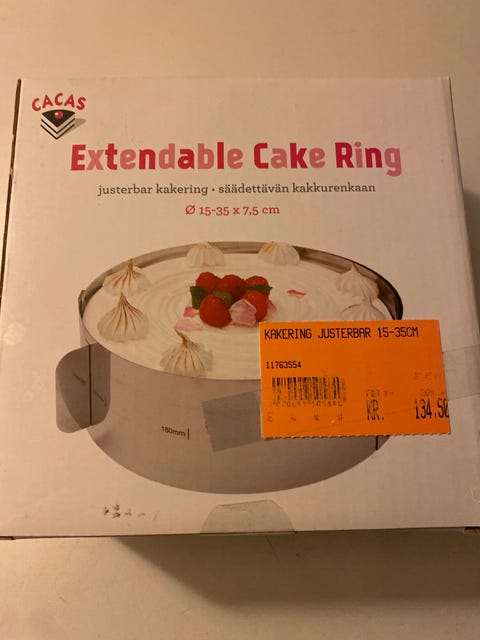 CACAS
Extendable Cake Ring
justerbar kakering • säädettävän kakkurenkaan
Ø 15-35 x 7,5 cm
180mm
KAKERING JUSTERBAR 15-35CM
11763554
KR. 134.50